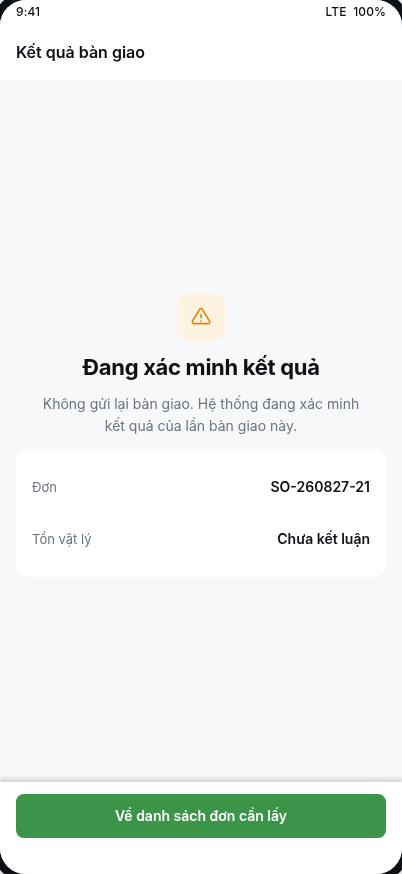 9:41
LTE 100%
Kết quả bàn giao
Đang xác minh kết quả
Không gửi lại bàn giao. Hệ thống đang xác minh
kết quả của lần bàn giao này.
Đơn
SO-260827-21
Tồn vật lý
Chưa kết luận
Về danh sách đơn cần lấy